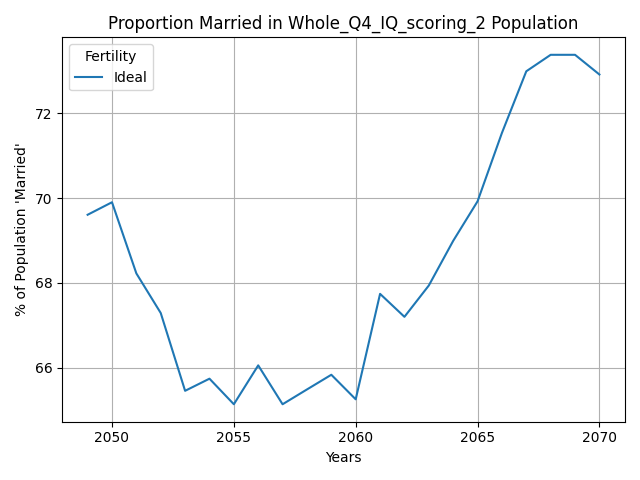 Proportion Married in Whole_Q4_IQ_scoring_2 Population
Fertility
Ideal
% of Population 'Married'
72
70
68
66
2050 2055 2060 2065 2070
Years